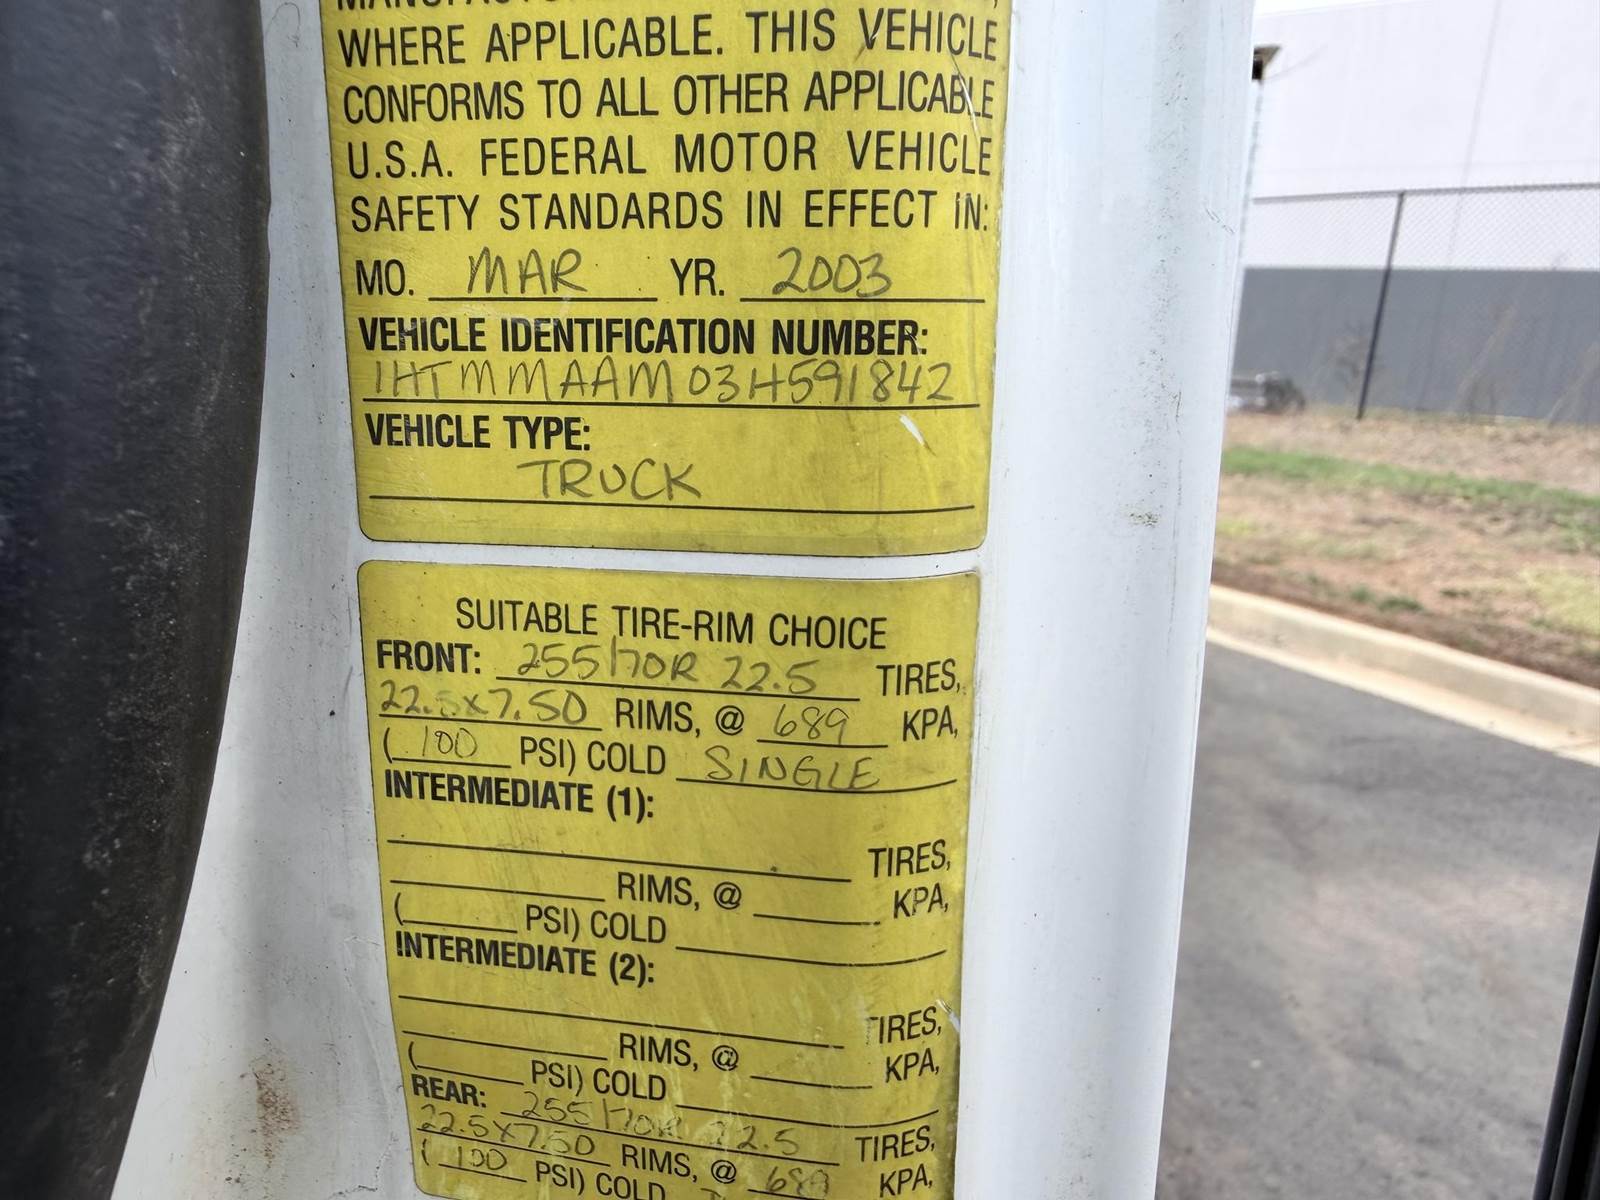 WHERE APPLICABLE. THIS VEHICLE
CONFORMS TO ALL OTHER APPLICABLE
U.S.A. FEDERAL MOTOR VEHICLE
SAFETY STANDARDS IN EFFECT IN:
MO. MAR YR. 2003
VEHICLE IDENTIFICATION NUMBER:
1HTMMAAM03H591842
VEHICLE TYPE:
TRUCK
SUITABLE TIRE-RIM CHOICE
FRONT: 255/70R 22.5 TIRES,
22.5x7.50 RIMS, @ 689 KPA,
(100 PSI) COLD SINGLE
INTERMEDIATE (1):
TIRES,
RIMS, @ KPA,
( PSI) COLD
INTERMEDIATE (2):
TIRES,
RIMS, @ KPA,
( PSI) COLD
REAR: 255/70R 22.5 TIRES,
22.5x7.50 RIMS, @ 689 KPA,
(100 PSI) COLD